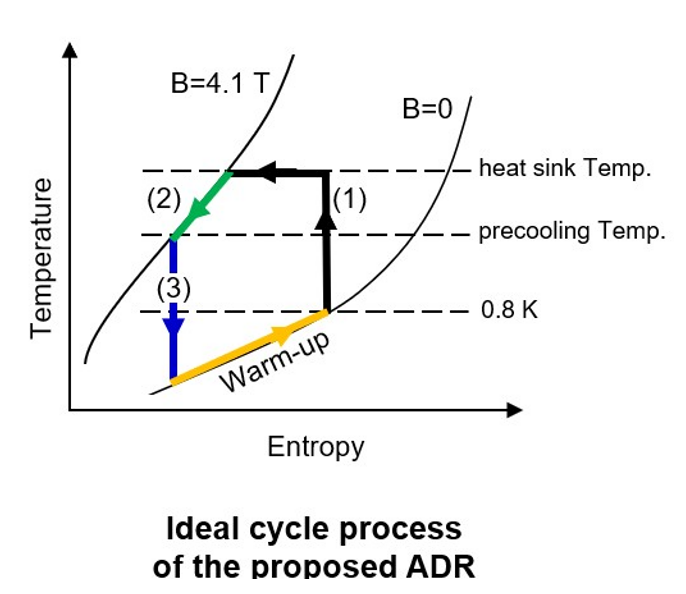 B=4.1 T
B=0
heat sink Temp.
(2)
(1)
precooling Temp.
(3)
0.8 K
Warm-up
Temperature
Entropy
Ideal cycle process
of the proposed ADR